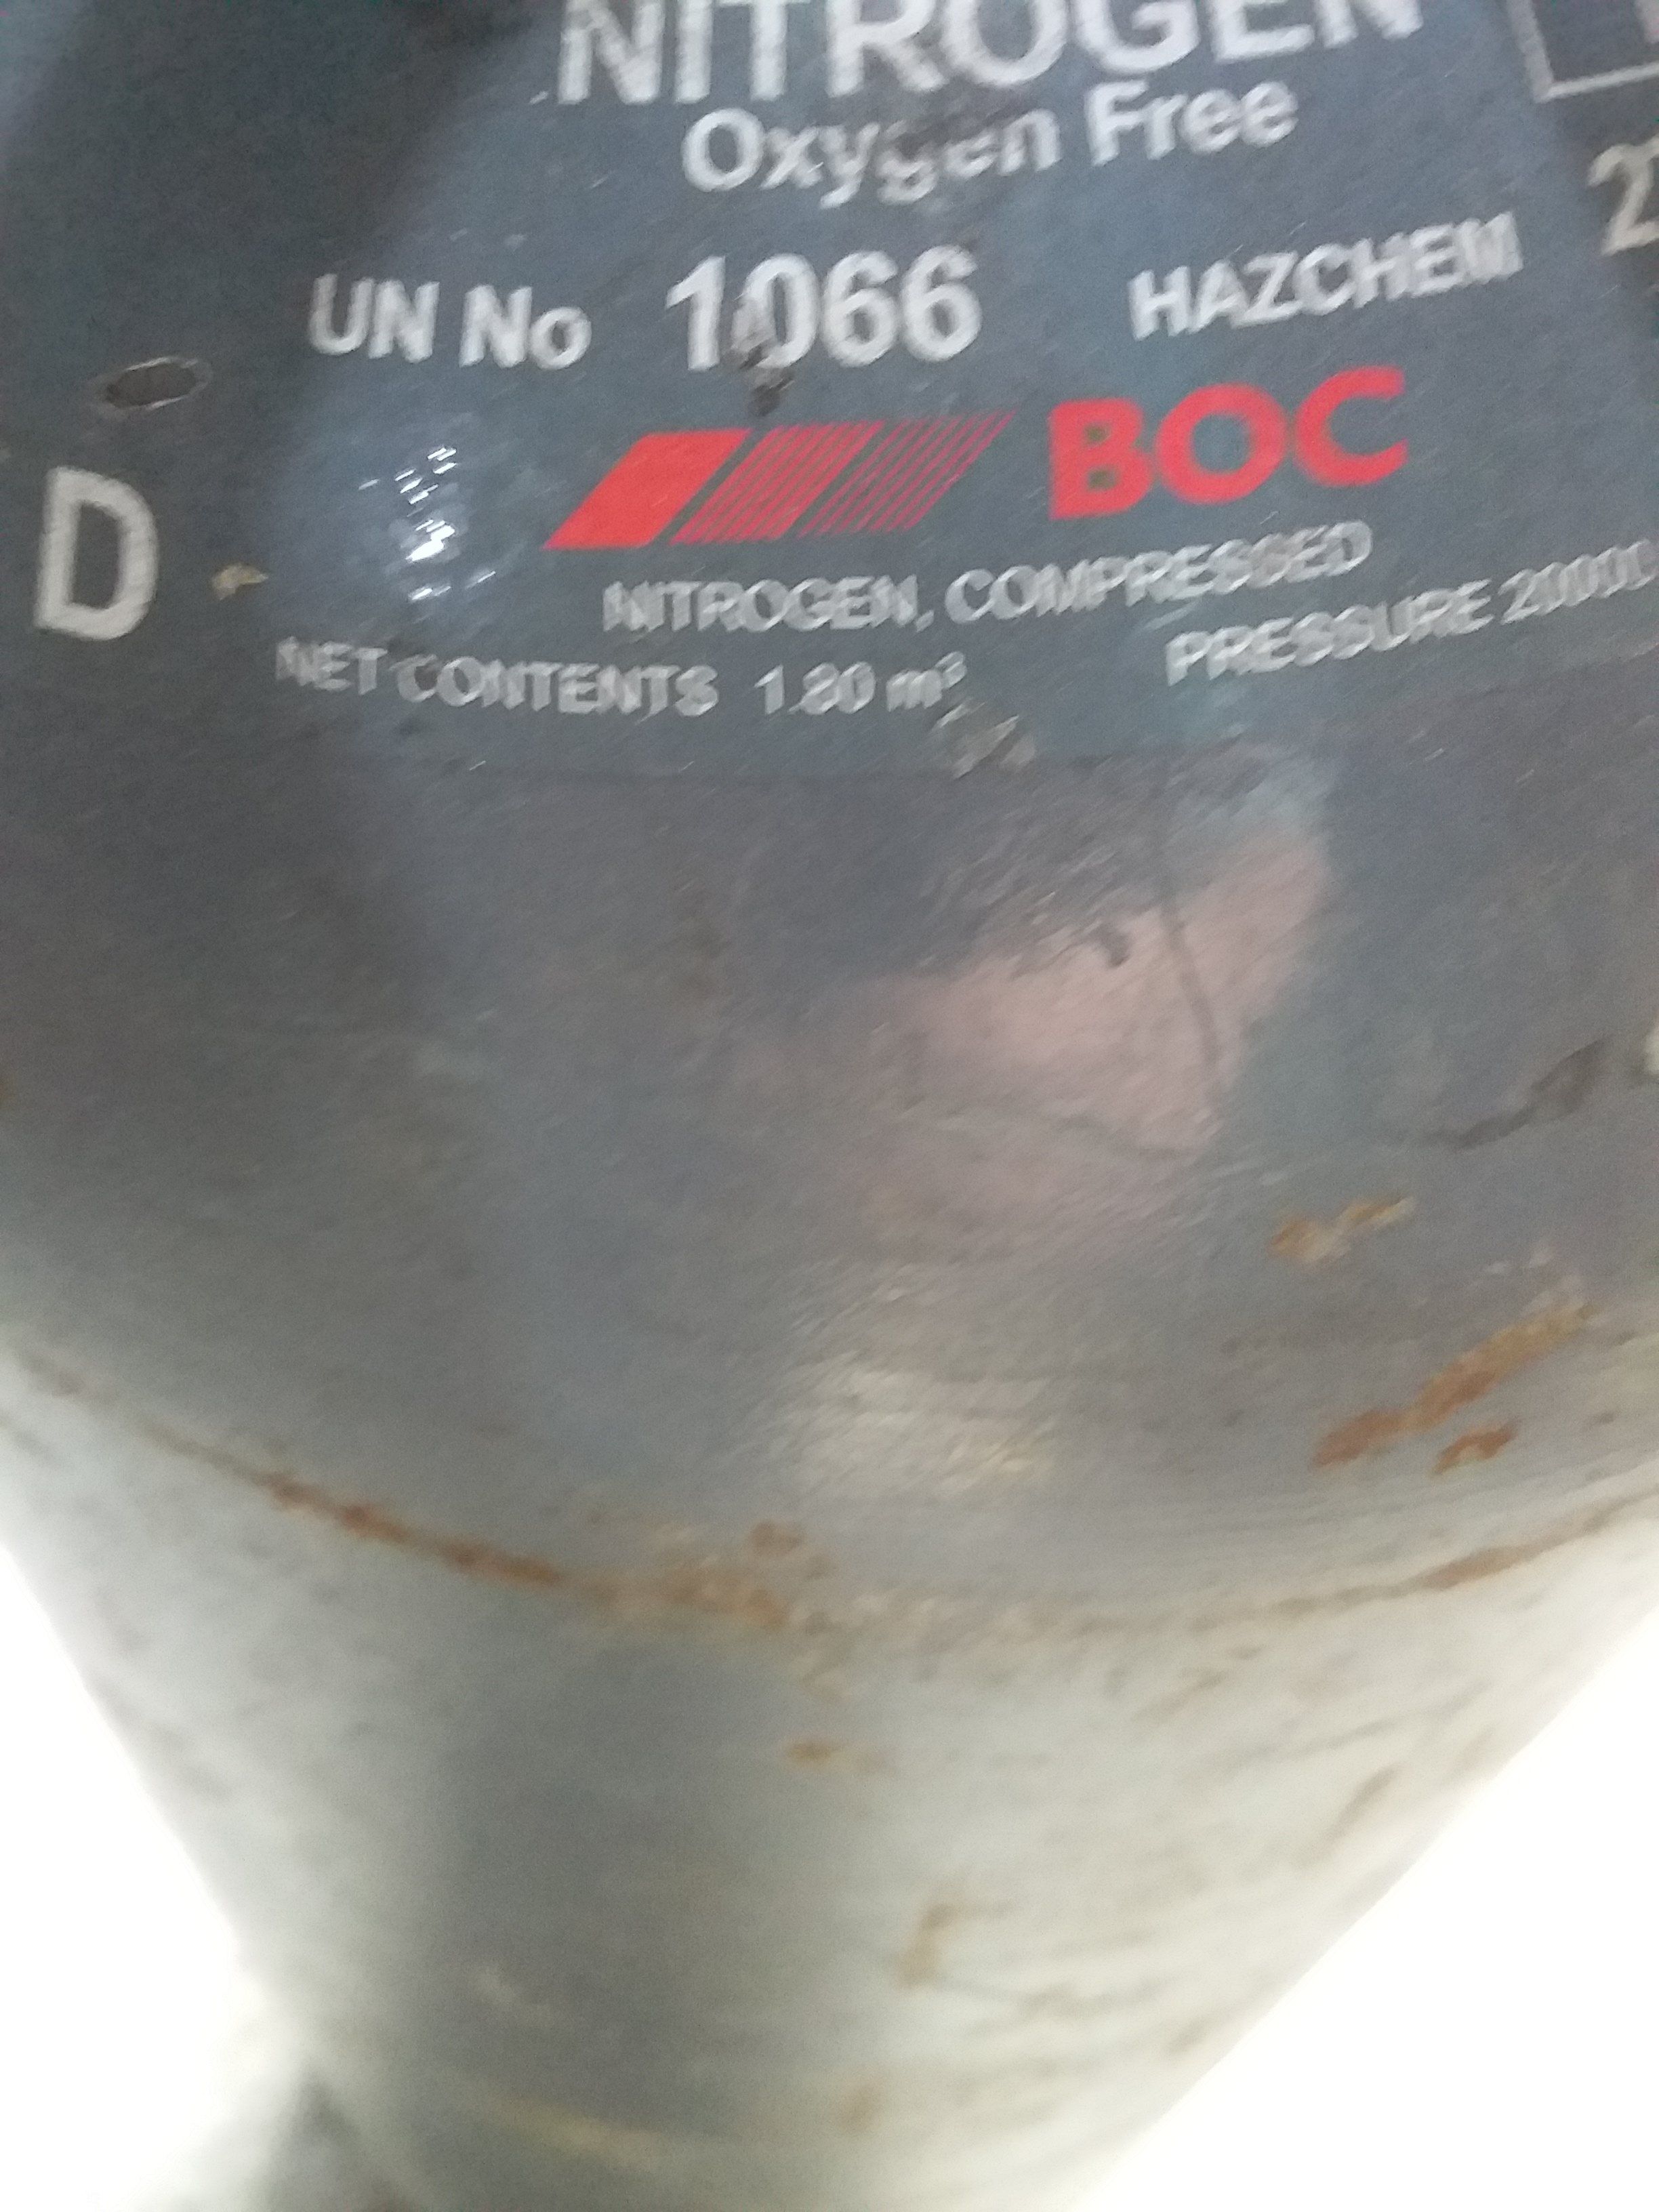 NITROGEN
Oxygen Free
UN No 1066 HAZCHEM
BOC
D
NITROGEN, COMPRESSED
NET CONTENTS 1.80 m³ PRESSURE